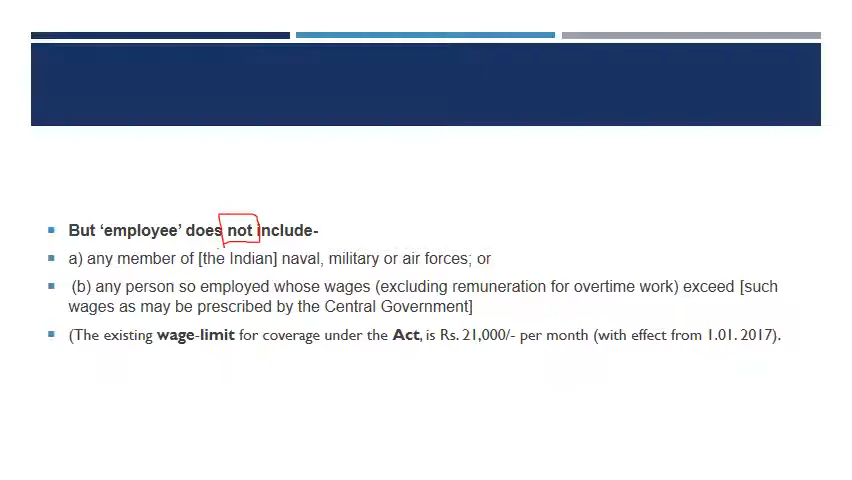 But ‘employee’ does not include-
a) any member of [the Indian] naval, military or air forces; or
(b) any person so employed whose wages (excluding remuneration for overtime work) exceed [such
wages as may be prescribed by the Central Government]
(The existing wage-limit for coverage under the Act, is Rs. 21,000/- per month (with effect from 1.01. 2017).